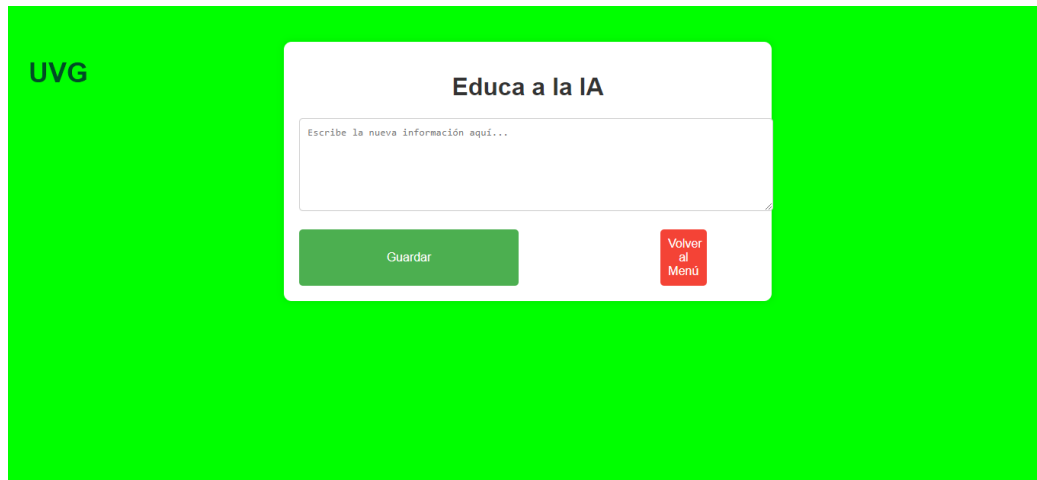 UVG
Educa a la IA
Escribe la nueva información aquí...
Guardar
Volver
al
Menú